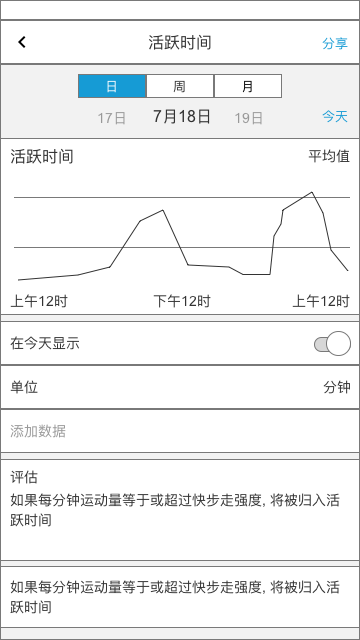 活跃时间
分享
日 周 月
17日 7月18日 19日 今天
活跃时间 平均值
上午12时 下午12时 上午12时
在今天显示
单位 分钟
添加数据
评估
如果每分钟运动量等于或超过快步走强度, 将被归入活
跃时间
如果每分钟运动量等于或超过快步走强度, 将被归入活
跃时间